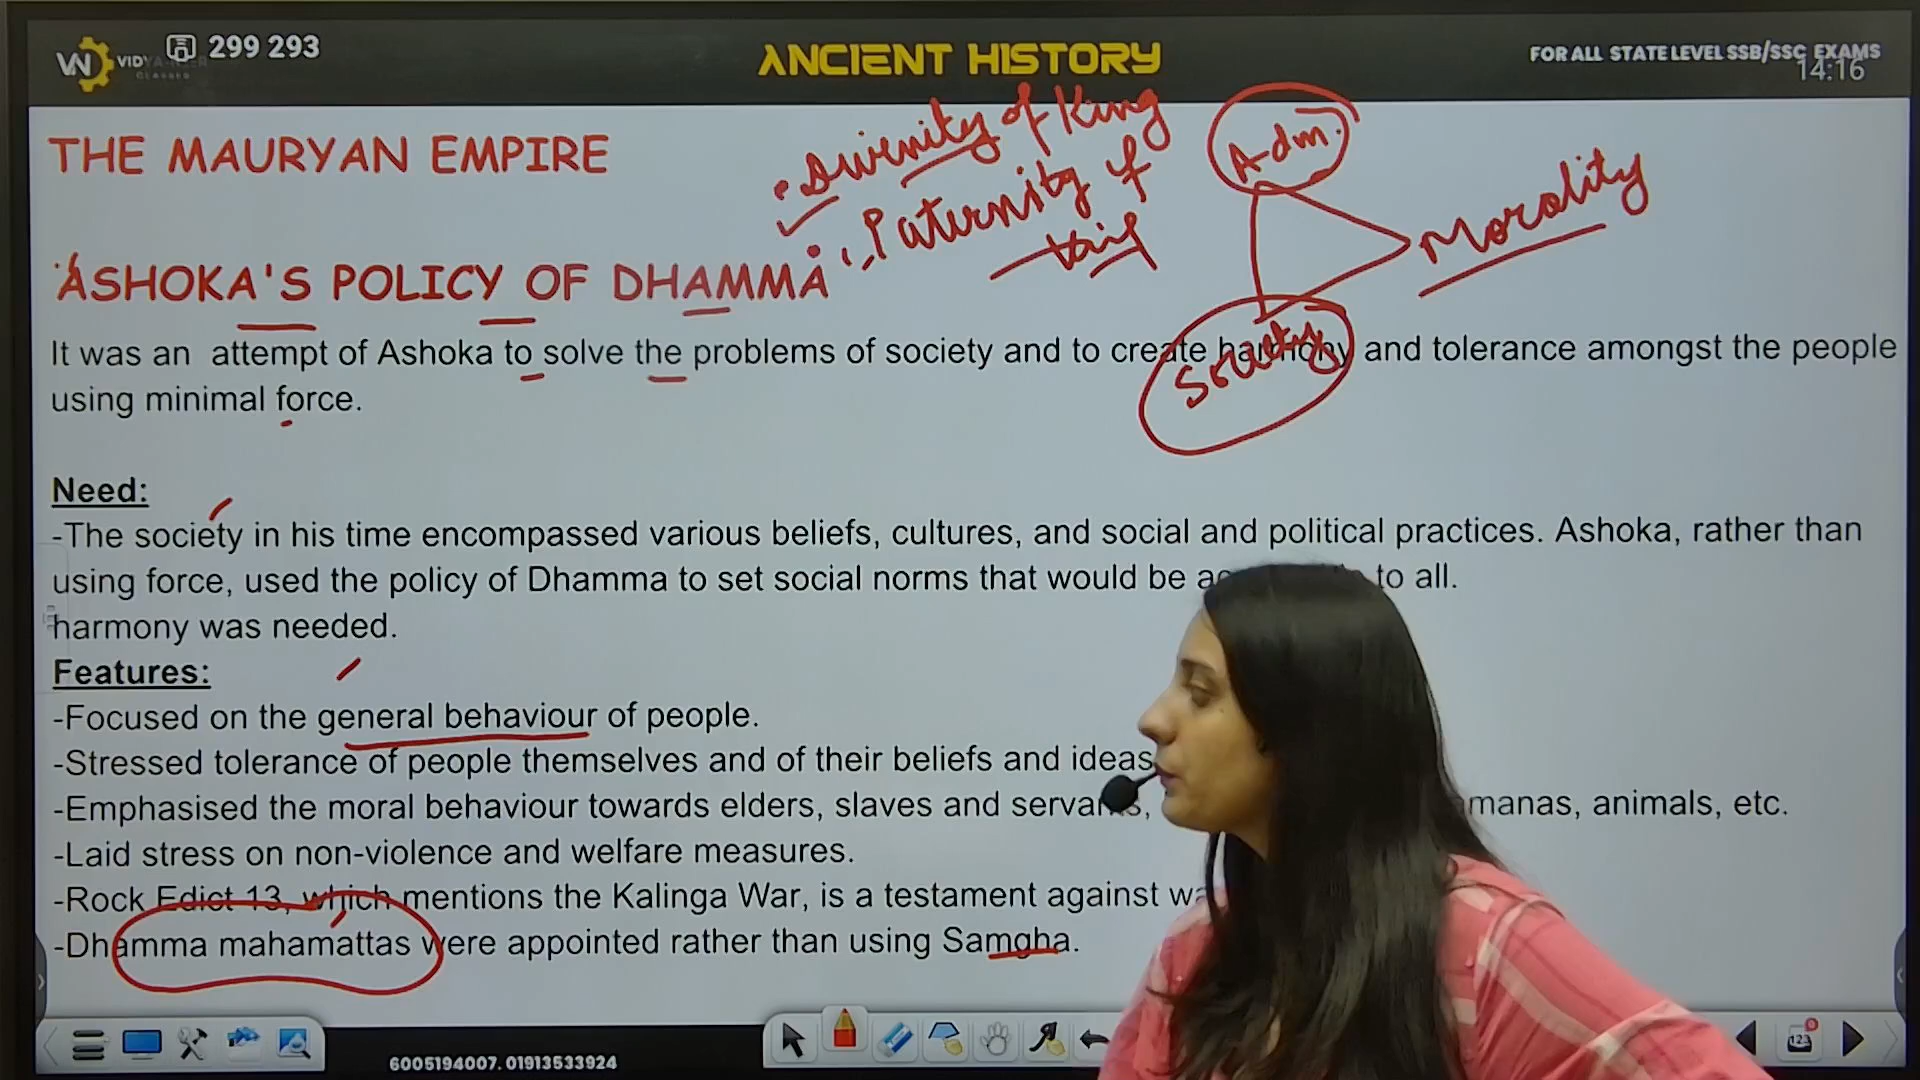 299 293
VN
ANCIENT HISTORY
FOR ALL STATE LEVEL SSB/SSC EXAMS
14:16
THE MAURYAN EMPIRE
Divenity of King
Paternity of
King
Adm.
Morality
Society
ASHOKA'S POLICY OF DHAMMA
It was an attempt of Ashoka to solve the problems of society and to create harmony and tolerance amongst the people
using minimal force.
Need:
-The society in his time encompassed various beliefs, cultures, and social and political practices. Ashoka, rather than
using force, used the policy of Dhamma to set social norms that would be to all.
harmony was needed.
Features:
-Focused on the general behaviour of people.
-Stressed tolerance of people themselves and of their beliefs and ideas
-Emphasised the moral behaviour towards elders, slaves and servants, manas, animals, etc.
-Laid stress on non-violence and welfare measures.
-Rock Edict 13, which mentions the Kalinga War, is a testament against
-Dhamma mahamattas were appointed rather than using Samgha.
123
6005194007. 01913533924